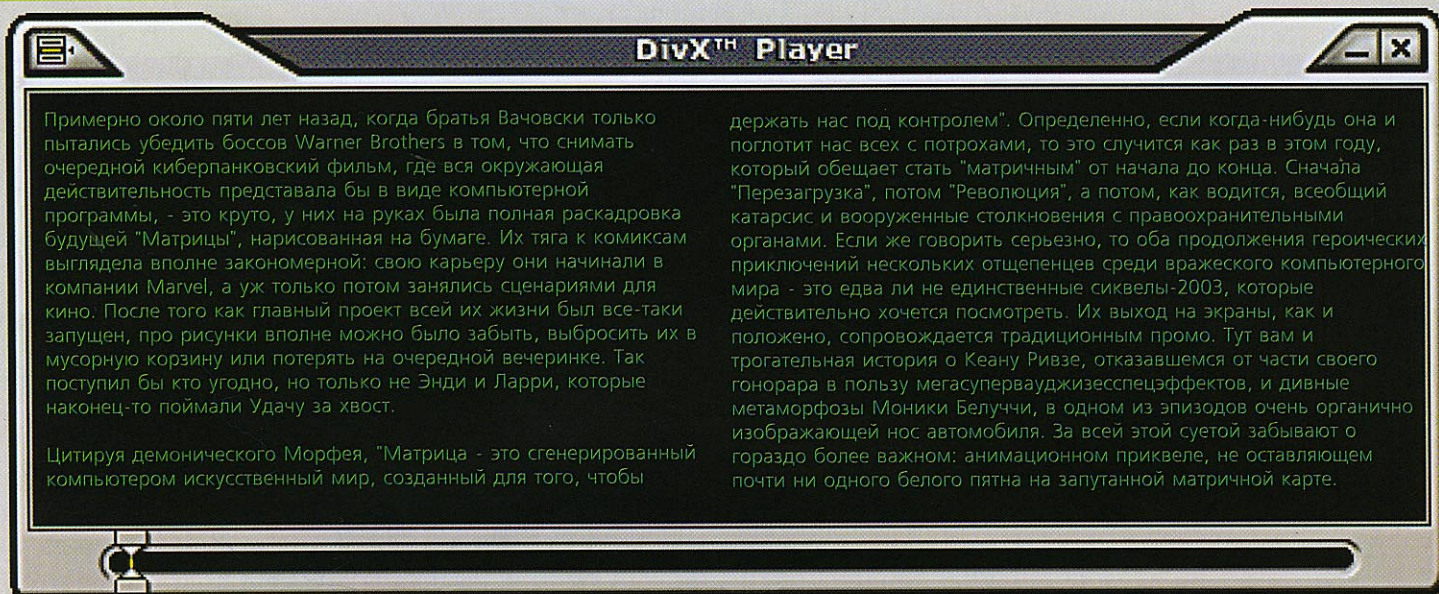 DivX™ Player
Примерно около пяти лет назад, когда братья Вачовски только
пытались убедить боссов Warner Brothers в том, что снимать
очередной киберпанковский фильм, где вся окружающая
действительность представала бы в виде компьютерной
программы, - это круто, у них на руках была полная раскадровка
будущей "Матрицы", нарисованная на бумаге. Их тяга к комиксам
выглядела вполне закономерной: свою карьеру они начинали в
компании Marvel, а уж только потом занялись сценариями для
кино. После того как главный проект всей их жизни был все-таки
запущен, про рисунки вполне можно было забыть, выбросить их в
мусорную корзину или потерять на очередной вечеринке. Так
поступил бы кто угодно, но только не Энди и Ларри, которые
наконец-то поймали Удачу за хвост.
Цитируя демонического Морфея, "Матрица - это сгенерированный
компьютером искусственный мир, созданный для того, чтобы
держать нас под контролем". Определенно, если когда-нибудь она и
поглотит нас всех с потрохами, то это случится как раз в этом году,
который обещает стать "матричным" от начала до конца. Сначала
"Перезагрузка", потом "Революция", а потом, как водится, всеобщий
катарсис и вооруженные столкновения с правоохранительными
органами. Если же говорить серьезно, то оба продолжения героических
приключений нескольких отщепенцев среди вражеского компьютерного
мира - это едва ли не единственные сиквелы-2003, которые
действительно хочется посмотреть. Их выход на экраны, как и
положено, сопровождается традиционным промо. Тут вам и
трогательная история о Кеану Ривзе, отказавшемся от части своего
гонорара в пользу мегасупервауджизесспецэффектов, и дивные
метаморфозы Моники Белуччи, в одном из эпизодов очень органично
изображающей нос автомобиля. За всей этой суетой забывают о
гораздо более важном: анимационном приквеле, не оставляющем
почти ни одного белого пятна на запутанной матричной карте.